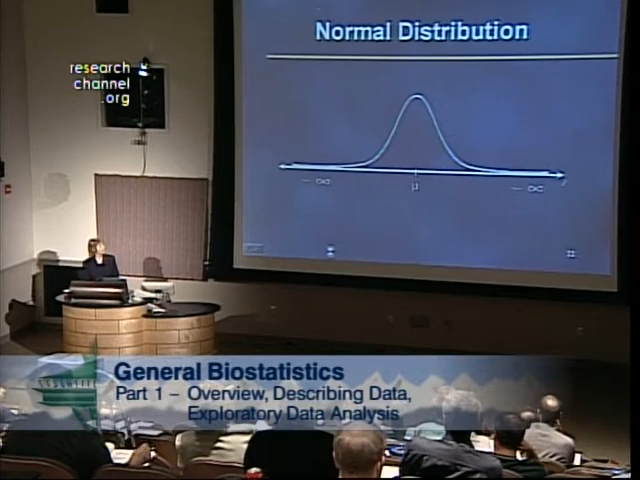 Normal Distribution
research
channel
.org
− ∞
μ
− ∞
General Biostatistics
Part 1 – Overview, Describing Data,
Exploratory Data Analysis